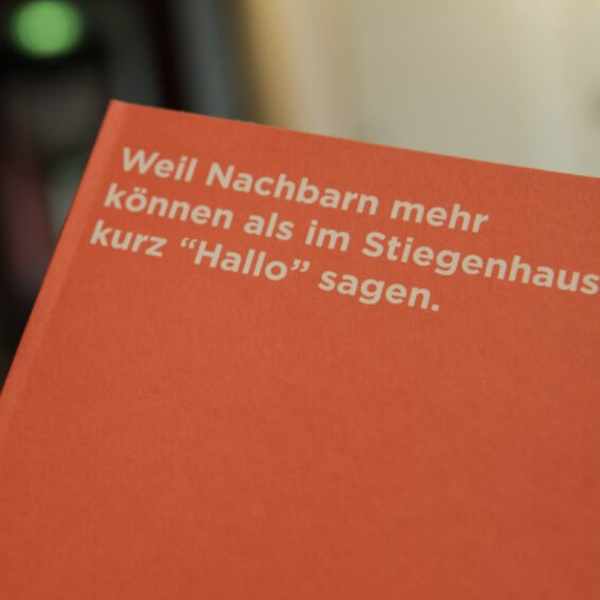 Weil Nachbarn mehr
können als im Stiegenhaus
kurz “Hallo” sagen.